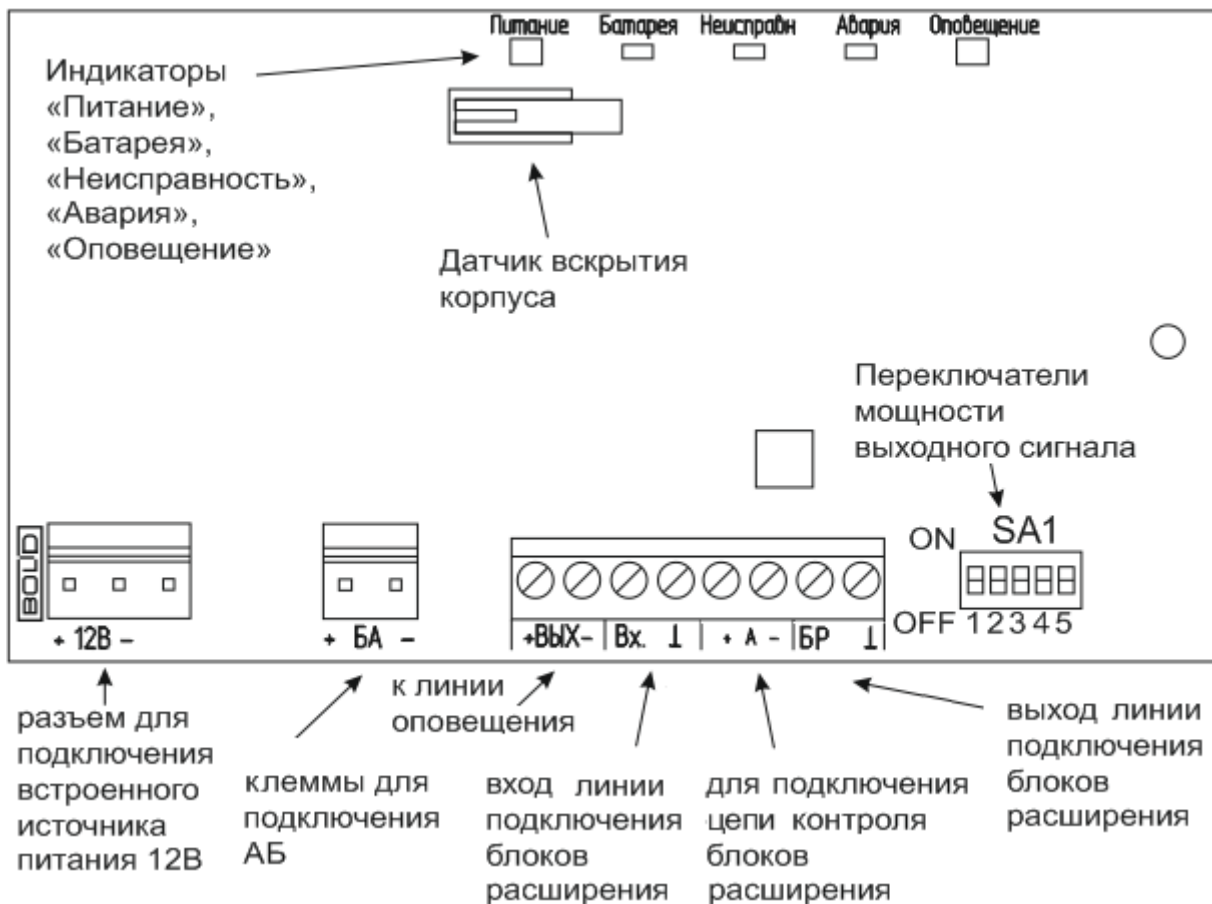 Питание Батарея Неисправн Авария Оповещение
Индикаторы
«Питание»,
«Батарея»,
«Неисправность»,
«Авария»,
«Оповещение»
Датчик вскрытия
корпуса
Переключатели
мощности
выходного сигнала
BOLID
ON SA1
OFF 1 2 3 4 5
+ 12В -
+ БА -
+ВЫХ- Вх. ⊥ + А - БР ⊥
разъем для
подключения
встроенного
источника
питания 12В
клеммы для
подключения
АБ
к линии
оповещения
вход линии
подключения
блоков
расширения
для подключения
цепи контроля
блоков
расширения
выход линии
подключения
блоков
расширения